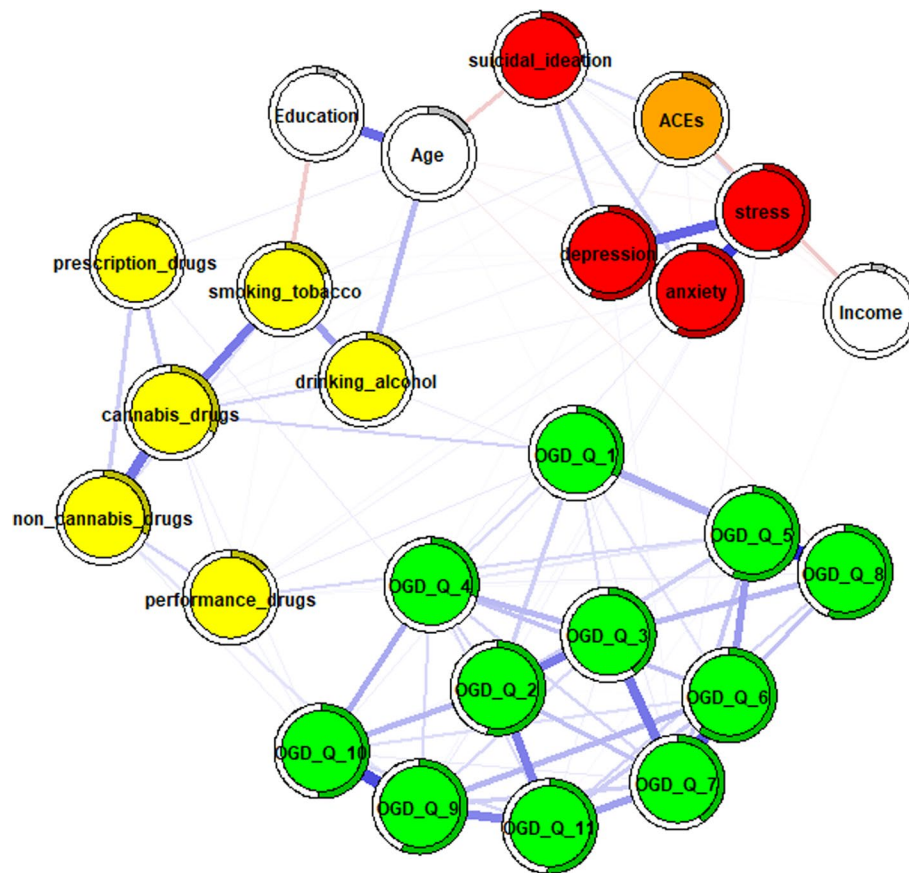 suicidal_ideation
Education
ACEs
Age
stress
depression
prescription_drugs
smoking_tobacco
anxiety
Income
drinking_alcohol
cannabis_drugs
OGD_Q_1
non_cannabis_drugs
OGD_Q_5
OGD_Q_8
OGD_Q_4
performance_drugs
OGD_Q_3
OGD_Q_2
OGD_Q_6
OGD_Q_10
OGD_Q_7
OGD_Q_9
OGD_Q_11